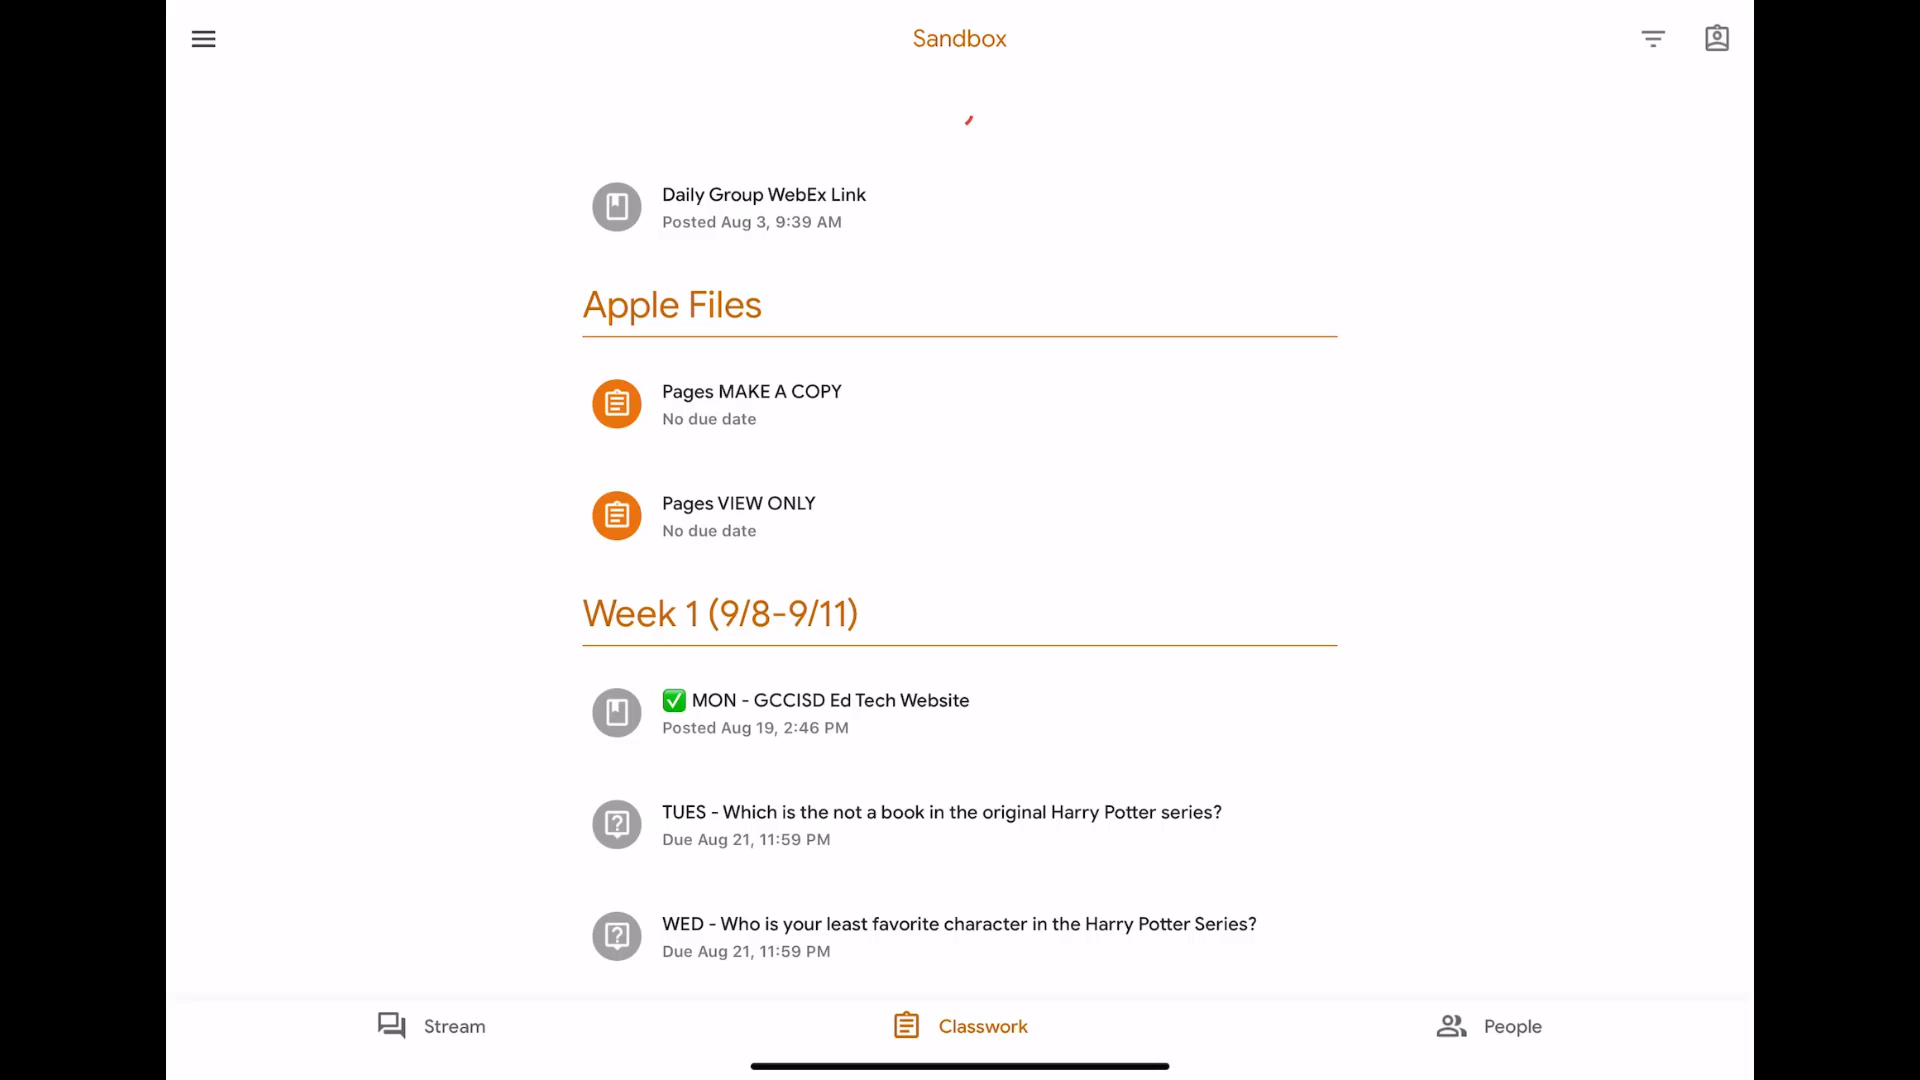 Sandbox
Daily Group WebEx Link
Posted Aug 3, 9:39 AM
Apple Files
Pages MAKE A COPY
No due date
Pages VIEW ONLY
No due date
Week 1 (9/8-9/11)
✅ MON - GCCISD Ed Tech Website
Posted Aug 19, 2:46 PM
TUES - Which is the not a book in the original Harry Potter series?
Due Aug 21, 11:59 PM
WED - Who is your least favorite character in the Harry Potter Series?
Due Aug 21, 11:59 PM
Stream
Classwork
People